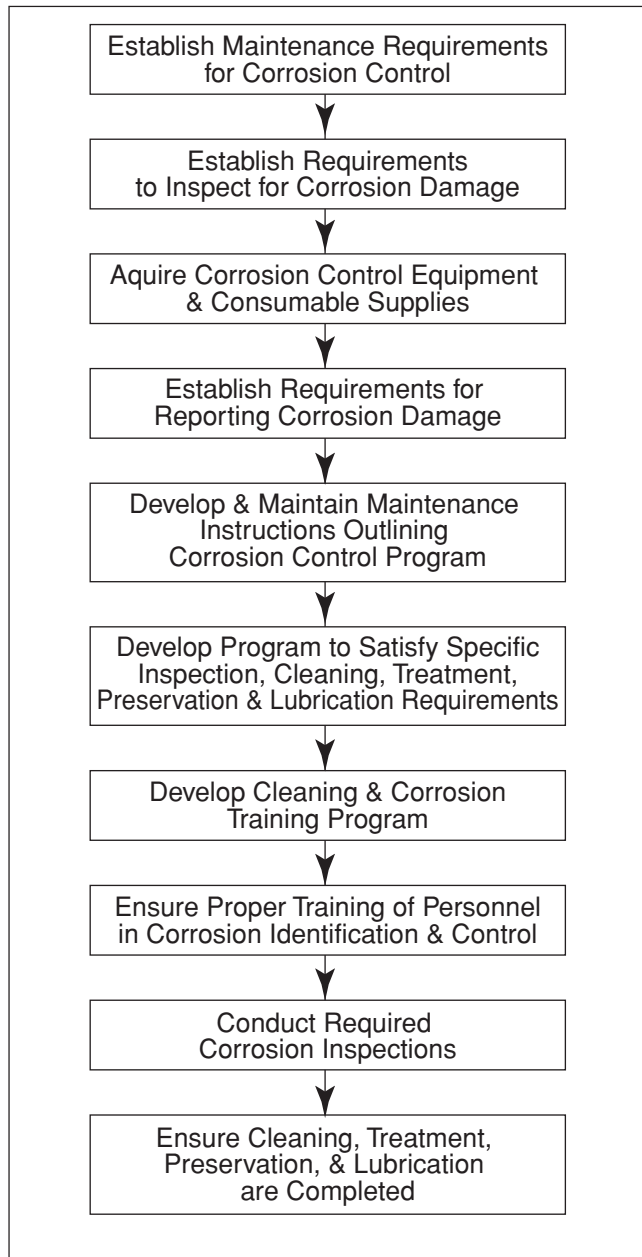 Establish Maintenance Requirements
for Corrosion Control
Establish Requirements
to Inspect for Corrosion Damage
Aquire Corrosion Control Equipment
& Consumable Supplies
Establish Requirements for
Reporting Corrosion Damage
Develop & Maintain Maintenance
Instructions Outlining
Corrosion Control Program
Develop Program to Satisfy Specific
Inspection, Cleaning, Treatment,
Preservation & Lubrication Requirements
Develop Cleaning & Corrosion
Training Program
Ensure Proper Training of Personnel
in Corrosion Identification & Control
Conduct Required
Corrosion Inspections
Ensure Cleaning, Treatment,
Preservation, & Lubrication
are Completed